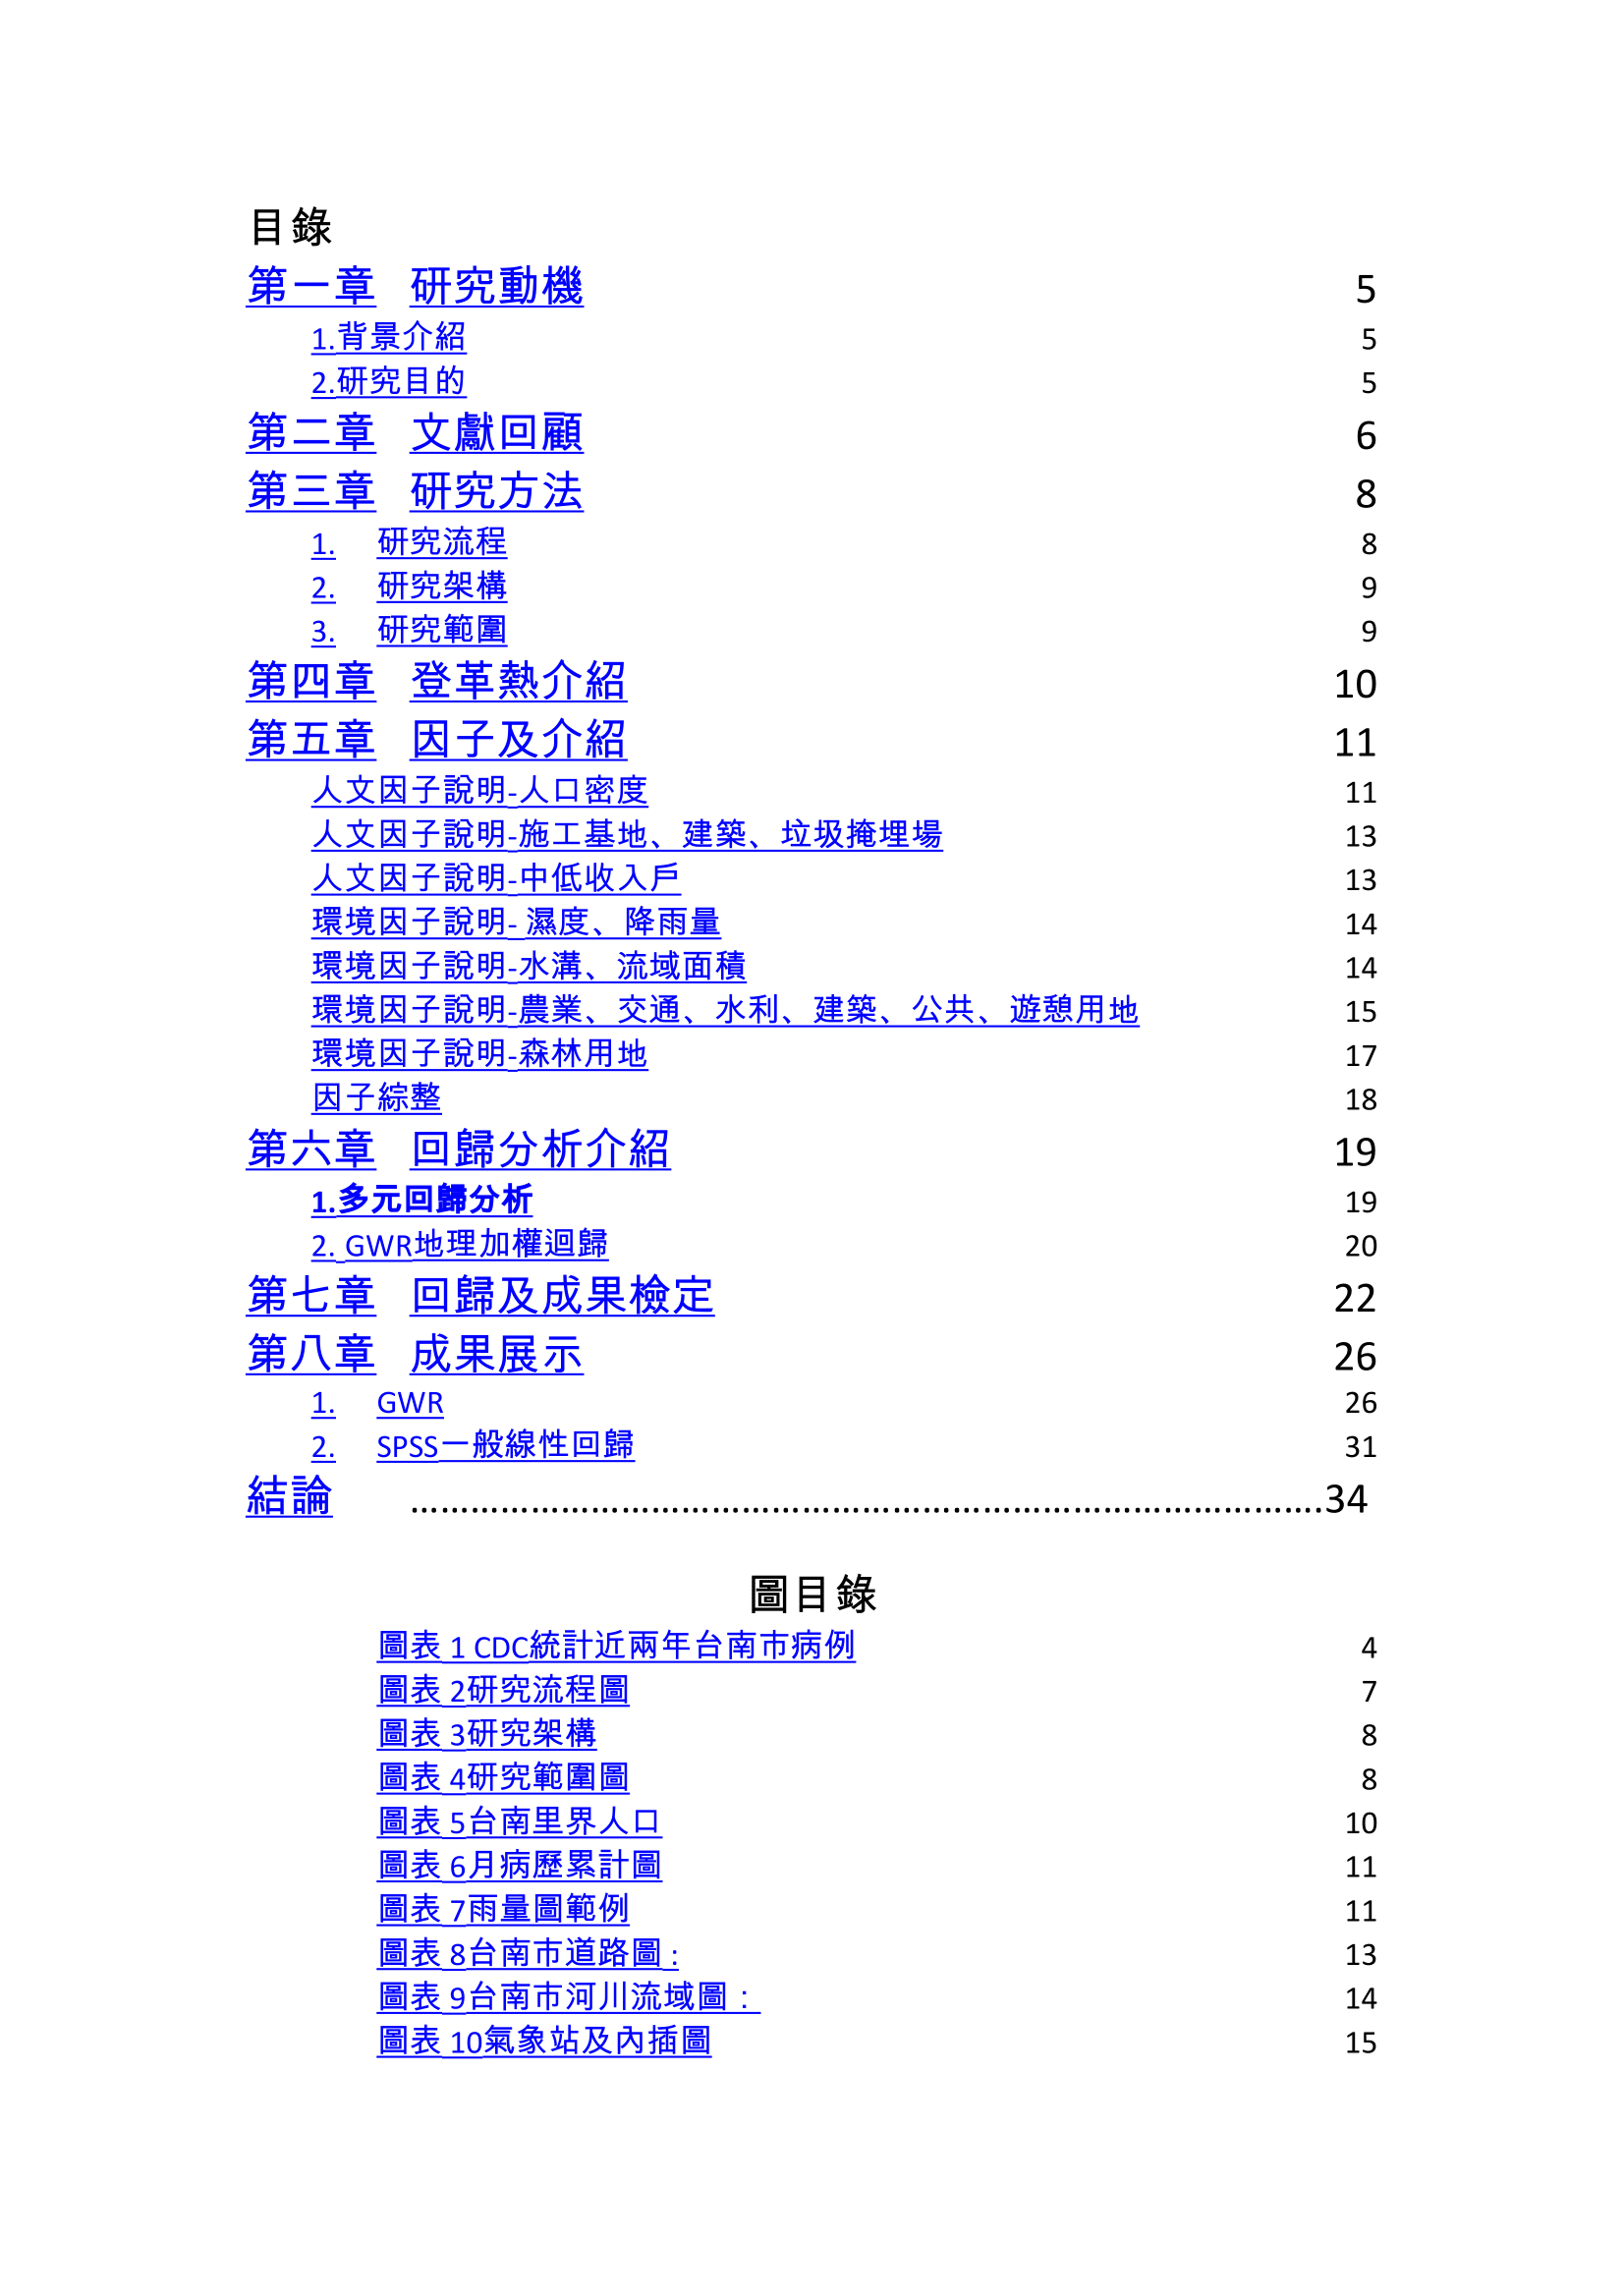 目錄
第一章 研究動機 5
1.背景介紹 5
2.研究目的 5
第二章 文獻回顧 6
第三章 研究方法 8
1. 研究流程 8
2. 研究架構 9
3. 研究範圍 9
第四章 登革熱介紹 10
第五章 因子及介紹 11
人文因子說明-人口密度 11
人文因子說明-施工基地、建築、垃圾掩埋場 13
人文因子說明-中低收入戶 13
環境因子說明- 濕度、降雨量 14
環境因子說明-水溝、流域面積 14
環境因子說明-農業、交通、水利、建築、公共、遊憩用地 15
環境因子說明-森林用地 17
因子綜整 18
第六章 回歸分析介紹 19
1.多元回歸分析 19
2. GWR地理加權迴歸 20
第七章 回歸及成果檢定 22
第八章 成果展示 26
1. GWR 26
2. SPSS一般線性回歸 31
結論 ...........................................................................................34
圖目錄
圖表 1 CDC統計近兩年台南市病例 4
圖表 2研究流程圖 7
圖表 3研究架構 8
圖表 4研究範圍圖 8
圖表 5台南里界人口 10
圖表 6月病歷累計圖 11
圖表 7雨量圖範例 11
圖表 8台南市道路圖 : 13
圖表 9台南市河川流域圖： 14
圖表 10氣象站及內插圖 15